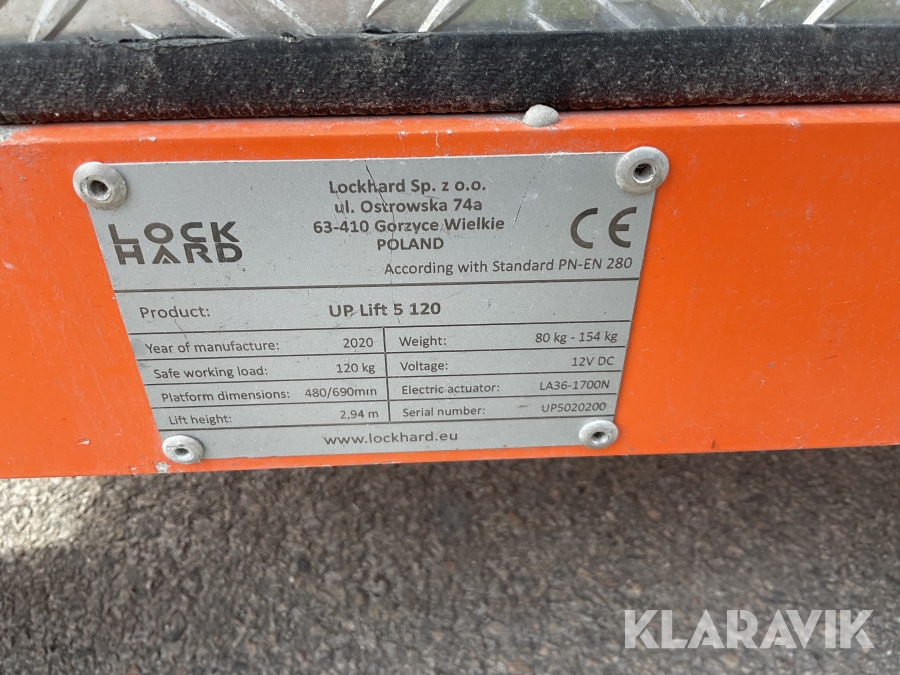 LOCK
HARD
Lockhard Sp. z o.o.
ul. Ostrowska 74a
63-410 Gorzyce Wielkie
POLAND
CE
According with Standard PN-EN 280
Product: UP Lift 5 120
Year of manufacture: 2020 Weight: 80 kg - 154 kg
Safe working load: 120 kg Voltage: 12V DC
Platform dimensions: 480/690mm Electric actuator: LA36-1700N
Lift height: 2,94 m Serial number: UP5020200
www.lockhard.eu
KLARAVIK